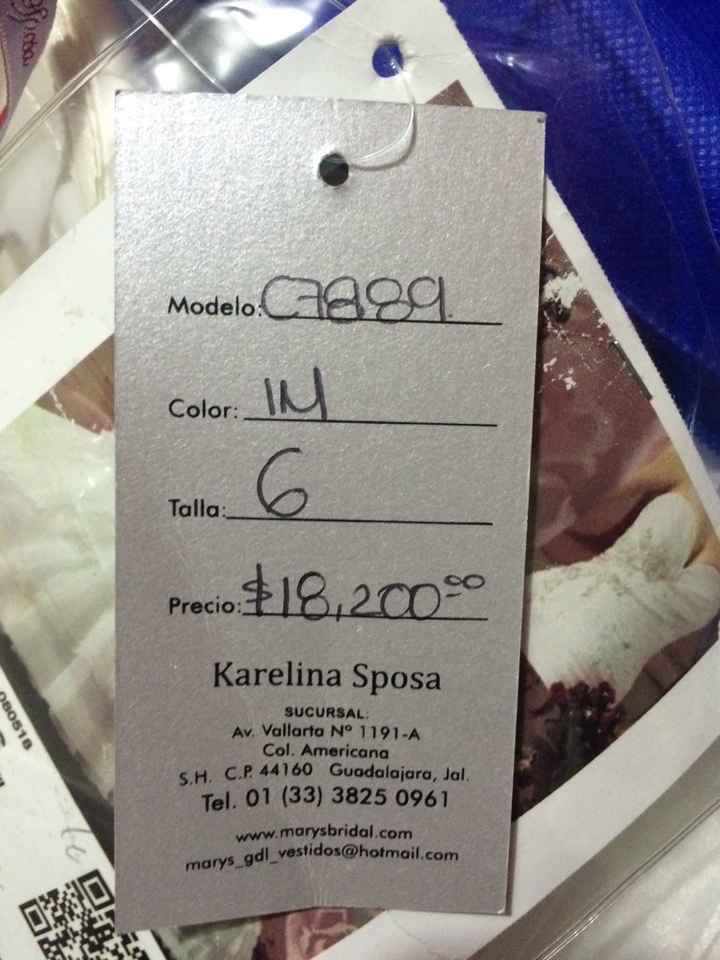 Modelo: C7889.
Color: IM
Talla: 6
Precio: $18,200.00
Karelina Sposa
SUCURSAL:
Av. Vallarta Nº 1191-A
Col. Americana
S.H. C.P. 44160 Guadalajara, Jal.
Tel. 01 (33) 3825 0961
www.marysbridal.com
marys_gdl_vestidos@hotmail.com
080818